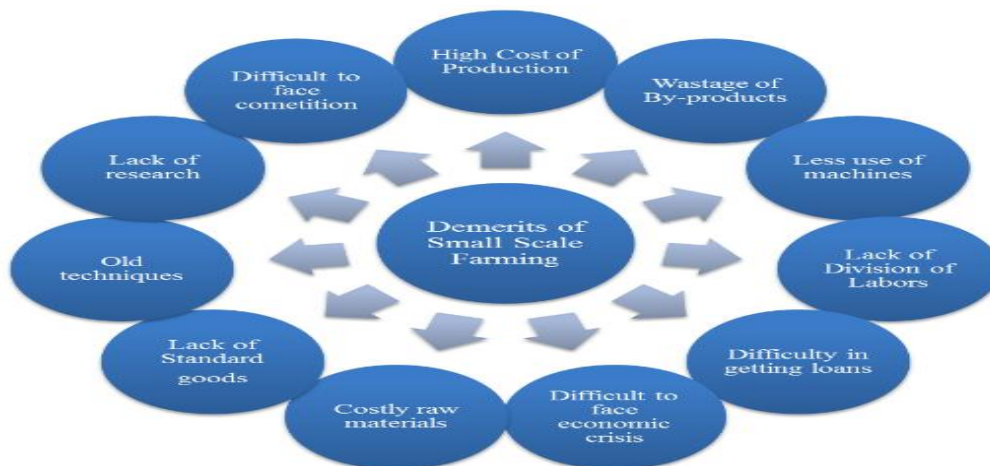 High Cost of
Production
Wastage of
By-products
Less use of
machines
Lack of
Division of
Labors
Difficulty in
getting loans
Difficult to
face
economic
crisis
Costly raw
materials
Lack of
Standard
goods
Old
techniques
Lack of
research
Difficult to
face
cometition
Demerits of
Small Scale
Farming